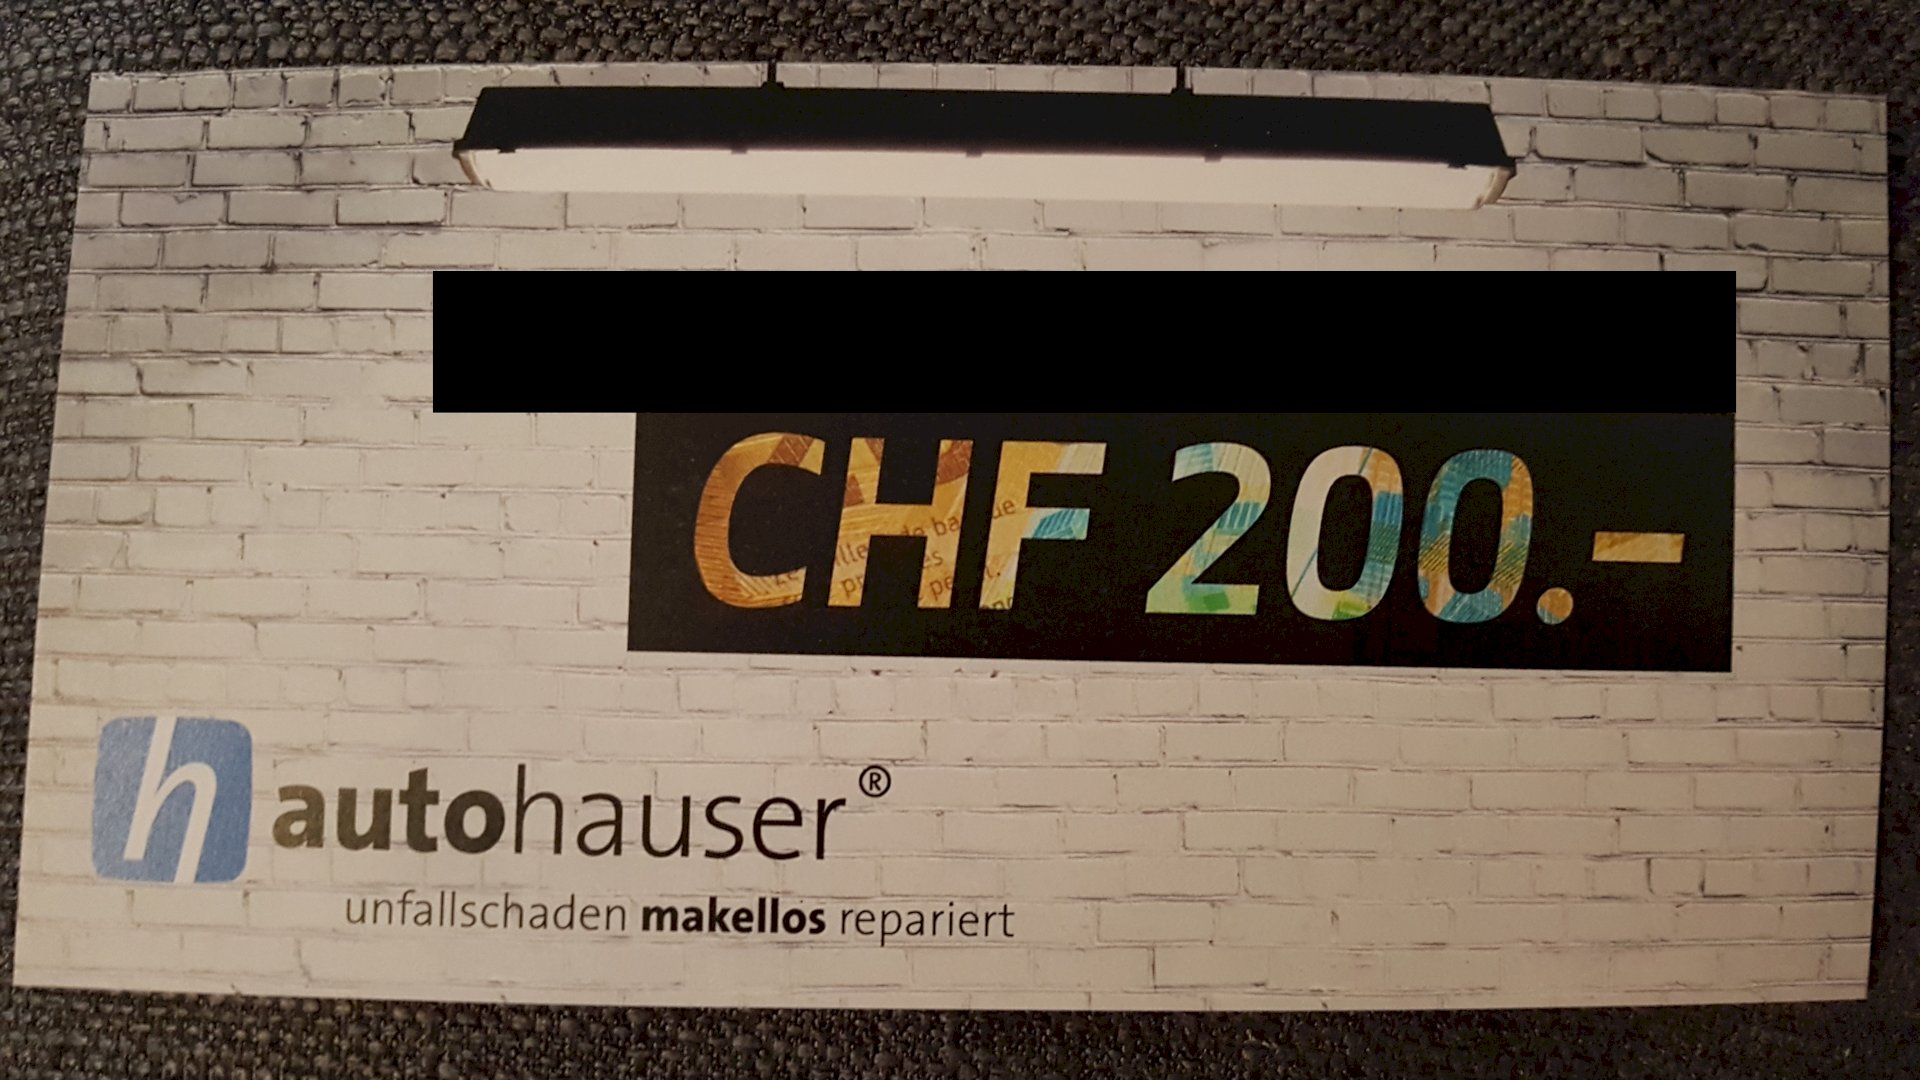 CHF 200.-
h autohauser®
unfallschaden makellos repariert